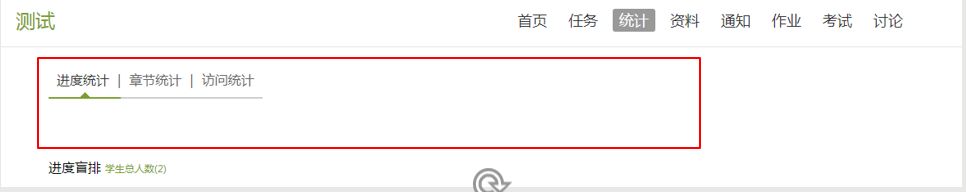 测试 首页 任务 统计 资料 通知 作业 考试 讨论
进度统计 | 章节统计 | 访问统计
进度盲排 学生总人数(2)